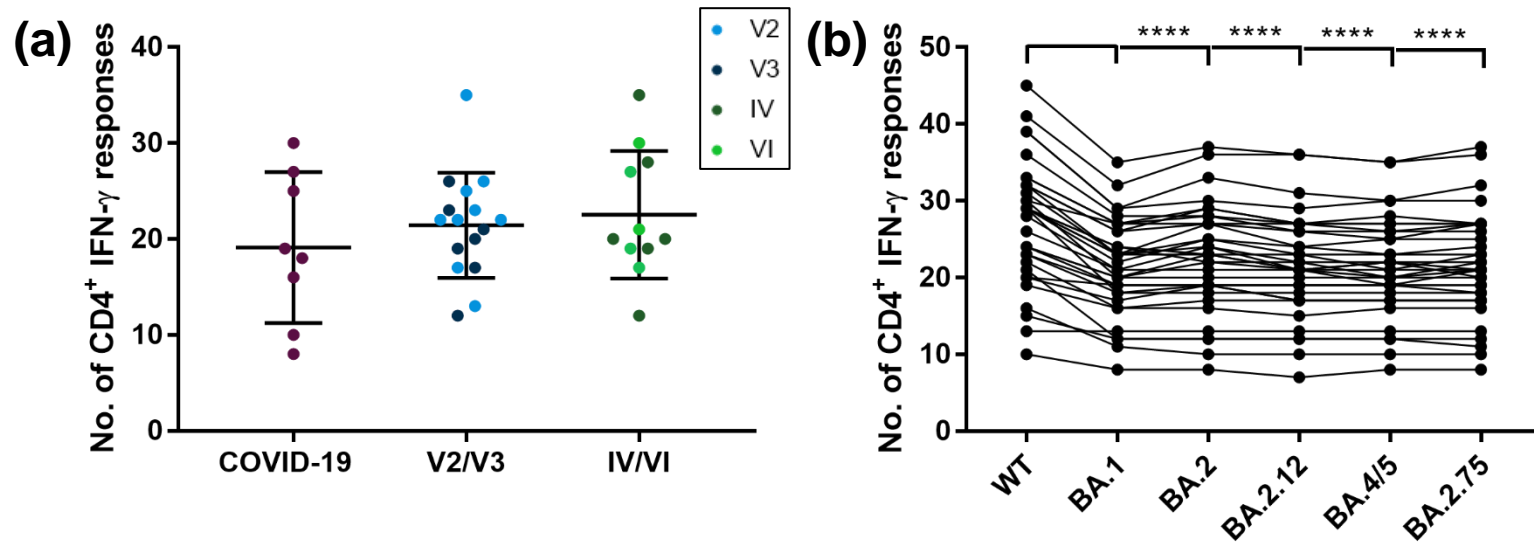 (a)
No. of CD4⁺ IFN-γ responses
40
30
20
10
0
COVID-19
V2/V3
IV/VI
V2
V3
IV
VI
(b)
No. of CD4⁺ IFN-γ responses
50
40
30
20
10
0
**** **** **** ****
WT
BA.1
BA.2
BA.2.12
BA.4/5
BA.2.75